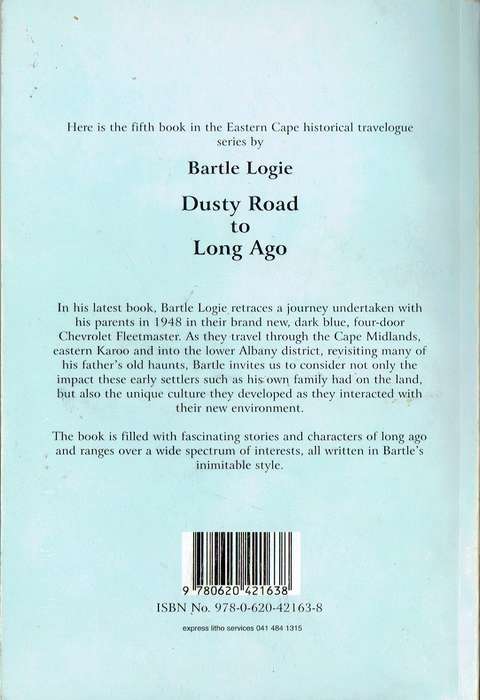 Here is the fifth book in the Eastern Cape historical travelogue
series by
Bartle Logie
Dusty Road
to
Long Ago
In his latest book, Bartle Logie retraces a journey undertaken with
his parents in 1948 in their brand new, dark blue, four-door
Chevrolet Fleetmaster. As they travel through the Cape Midlands,
eastern Karoo and into the lower Albany district, revisiting many of
his father's old haunts, Bartle invites us to consider not only the
impact these early settlers such as his own family had on the land,
but also the unique culture they developed as they interacted with
their new environment.
The book is filled with fascinating stories and characters of long ago
and ranges over a wide spectrum of interests, all written in Bartle's
inimitable style.
9 780620 421638
ISBN No. 978-0-620-42163-8
express litho services 041 484 1315